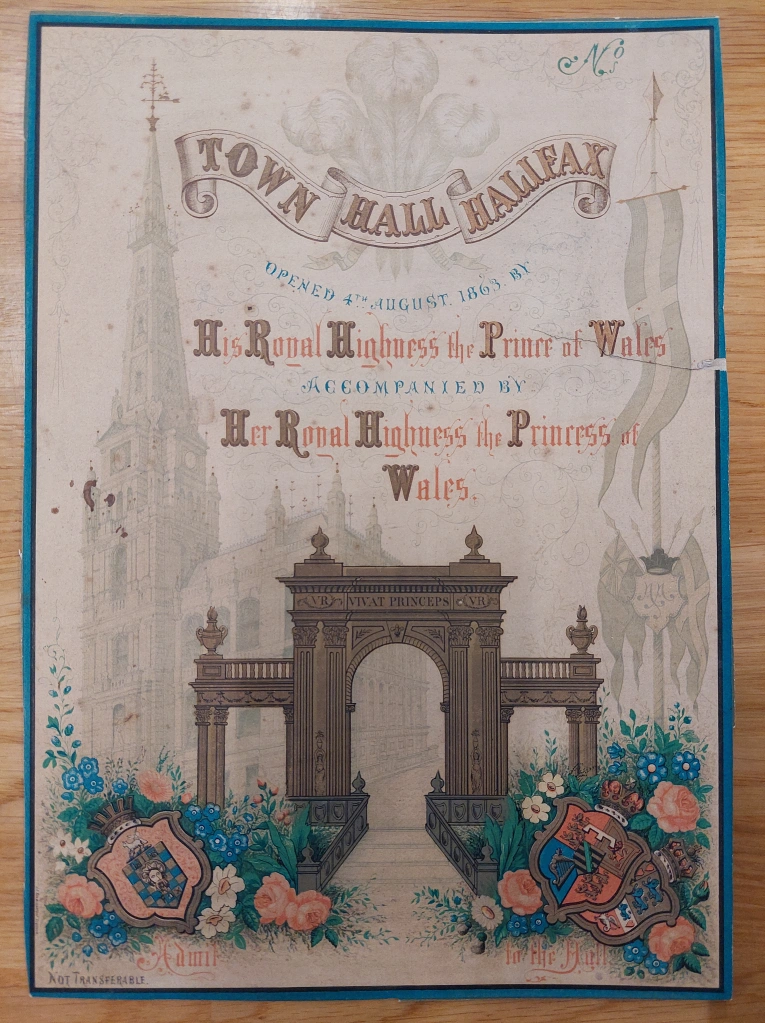 Nos
TOWN HALL HALIFAX
OPENED 4TH AUGUST. 1863. BY
His Royal Highness the Prince of Wales
ACCOMPANIED BY
Her Royal Highness the Princess of
Wales.
VR VIVAT PRINCEPS VR
Admit to the Hall
NOT TRANSFERABLE.